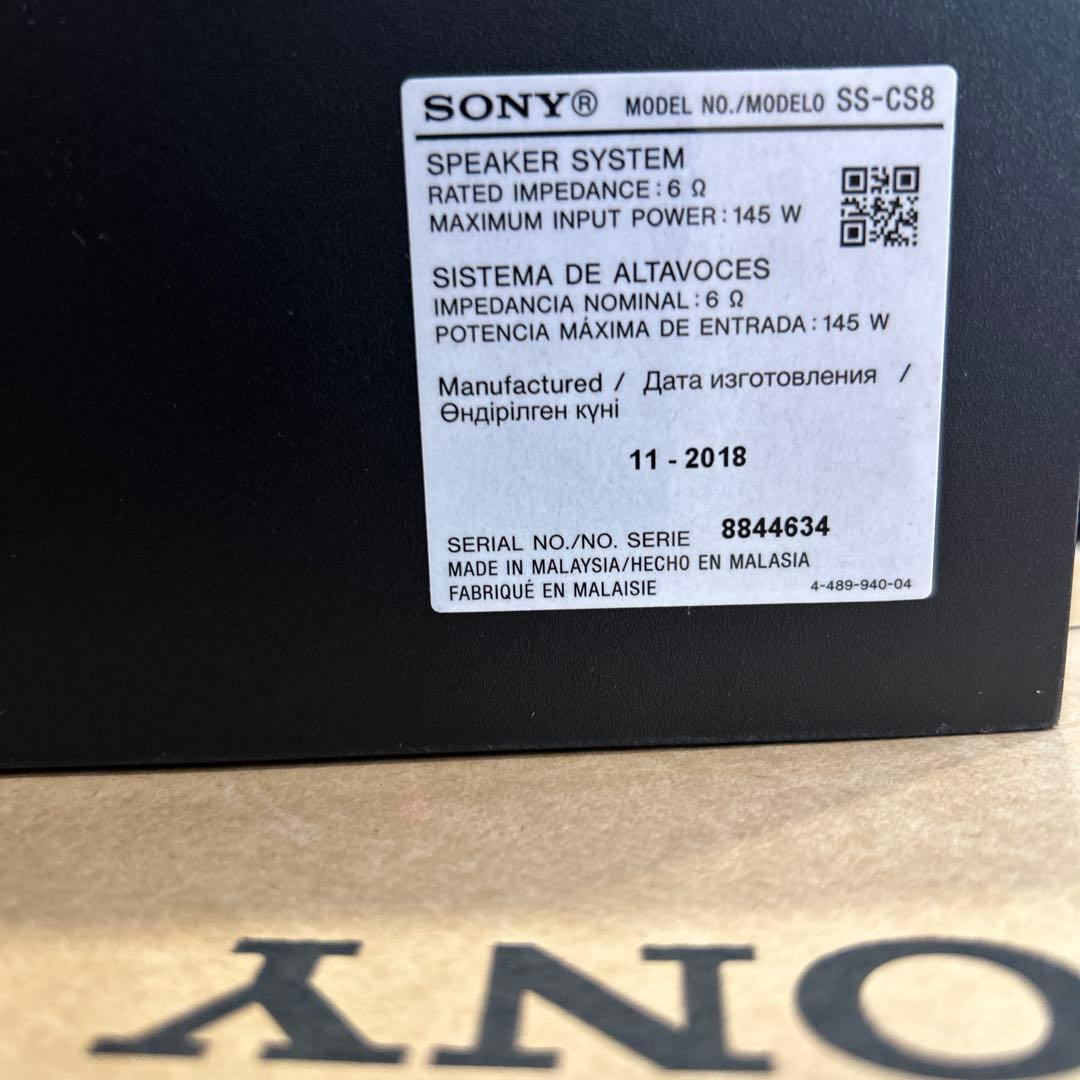 SONY® MODEL NO./MODELO SS-CS8
SPEAKER SYSTEM
RATED IMPEDANCE : 6 Ω
MAXIMUM INPUT POWER : 145 W
SISTEMA DE ALTAVOCES
IMPEDANCIA NOMINAL : 6 Ω
POTENCIA MÁXIMA DE ENTRADA : 145 W
Manufactured / Дата изготовления /
Өндірілген күні
11 - 2018
SERIAL NO./NO. SERIE 8844634
MADE IN MALAYSIA/HECHO EN MALASIA
FABRIQUÉ EN MALAISIE 4-489-940-04
SONY